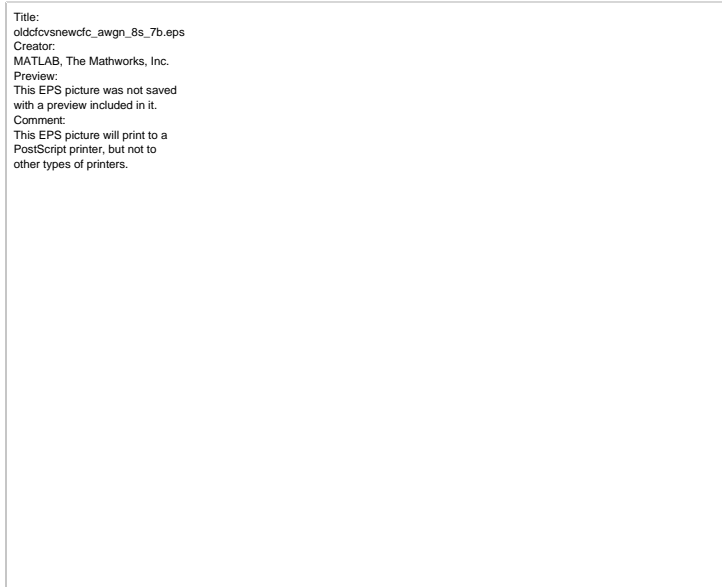 Title:
oldcfcvsnewcfc_awgn_8s_7b.eps
Creator:
MATLAB, The Mathworks, Inc.
Preview:
This EPS picture was not saved
with a preview included in it.
Comment:
This EPS picture will print to a
PostScript printer, but not to
other types of printers.